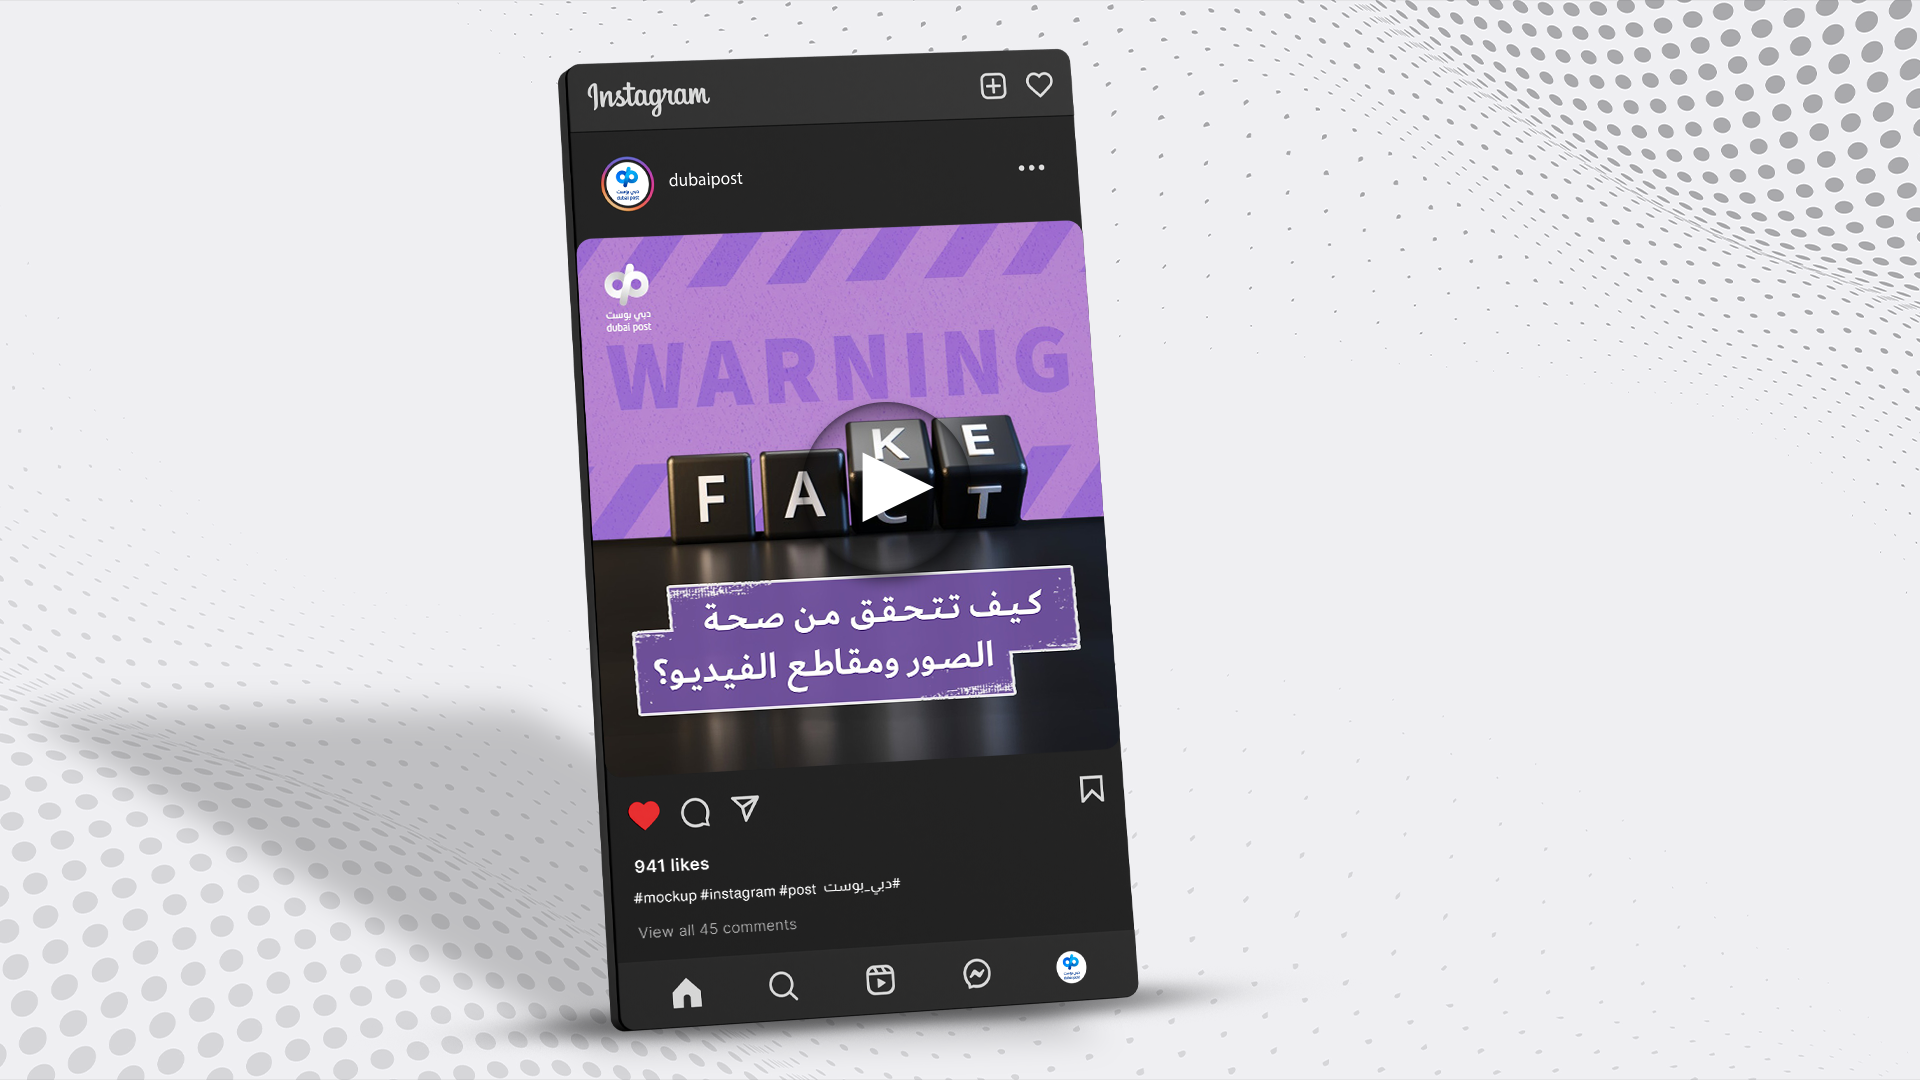 Instagram
dubaipost
دبي بوست
dubai post
WARNING
K E
F A C T
كيف تتحقق من صحة
الصور ومقاطع الفيديو؟
941 likes
#mockup #instagram #post #دبي_بوست
View all 45 comments